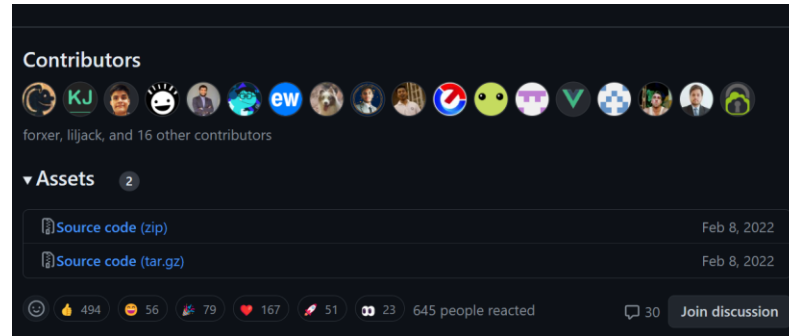 Contributors
KJ ew
forxer, liljack, and 16 other contributors
Assets 2
Source code (zip) Feb 8, 2022
Source code (tar.gz) Feb 8, 2022
494 56 79 167 51 23 645 people reacted 30 Join discussion